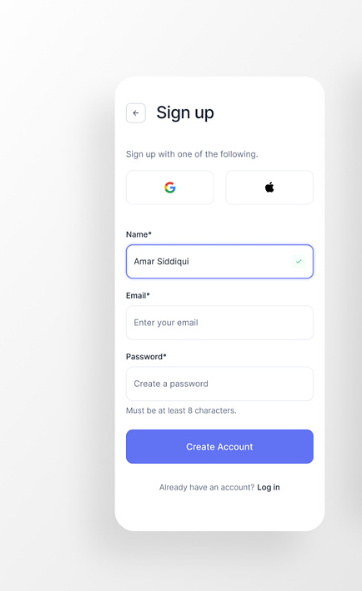 Sign up
Sign up with one of the following.
Name*
Amar Siddiqui
Email*
Enter your email
Password*
Create a password
Must be at least 8 characters.
Create Account
Already have an account? Log in